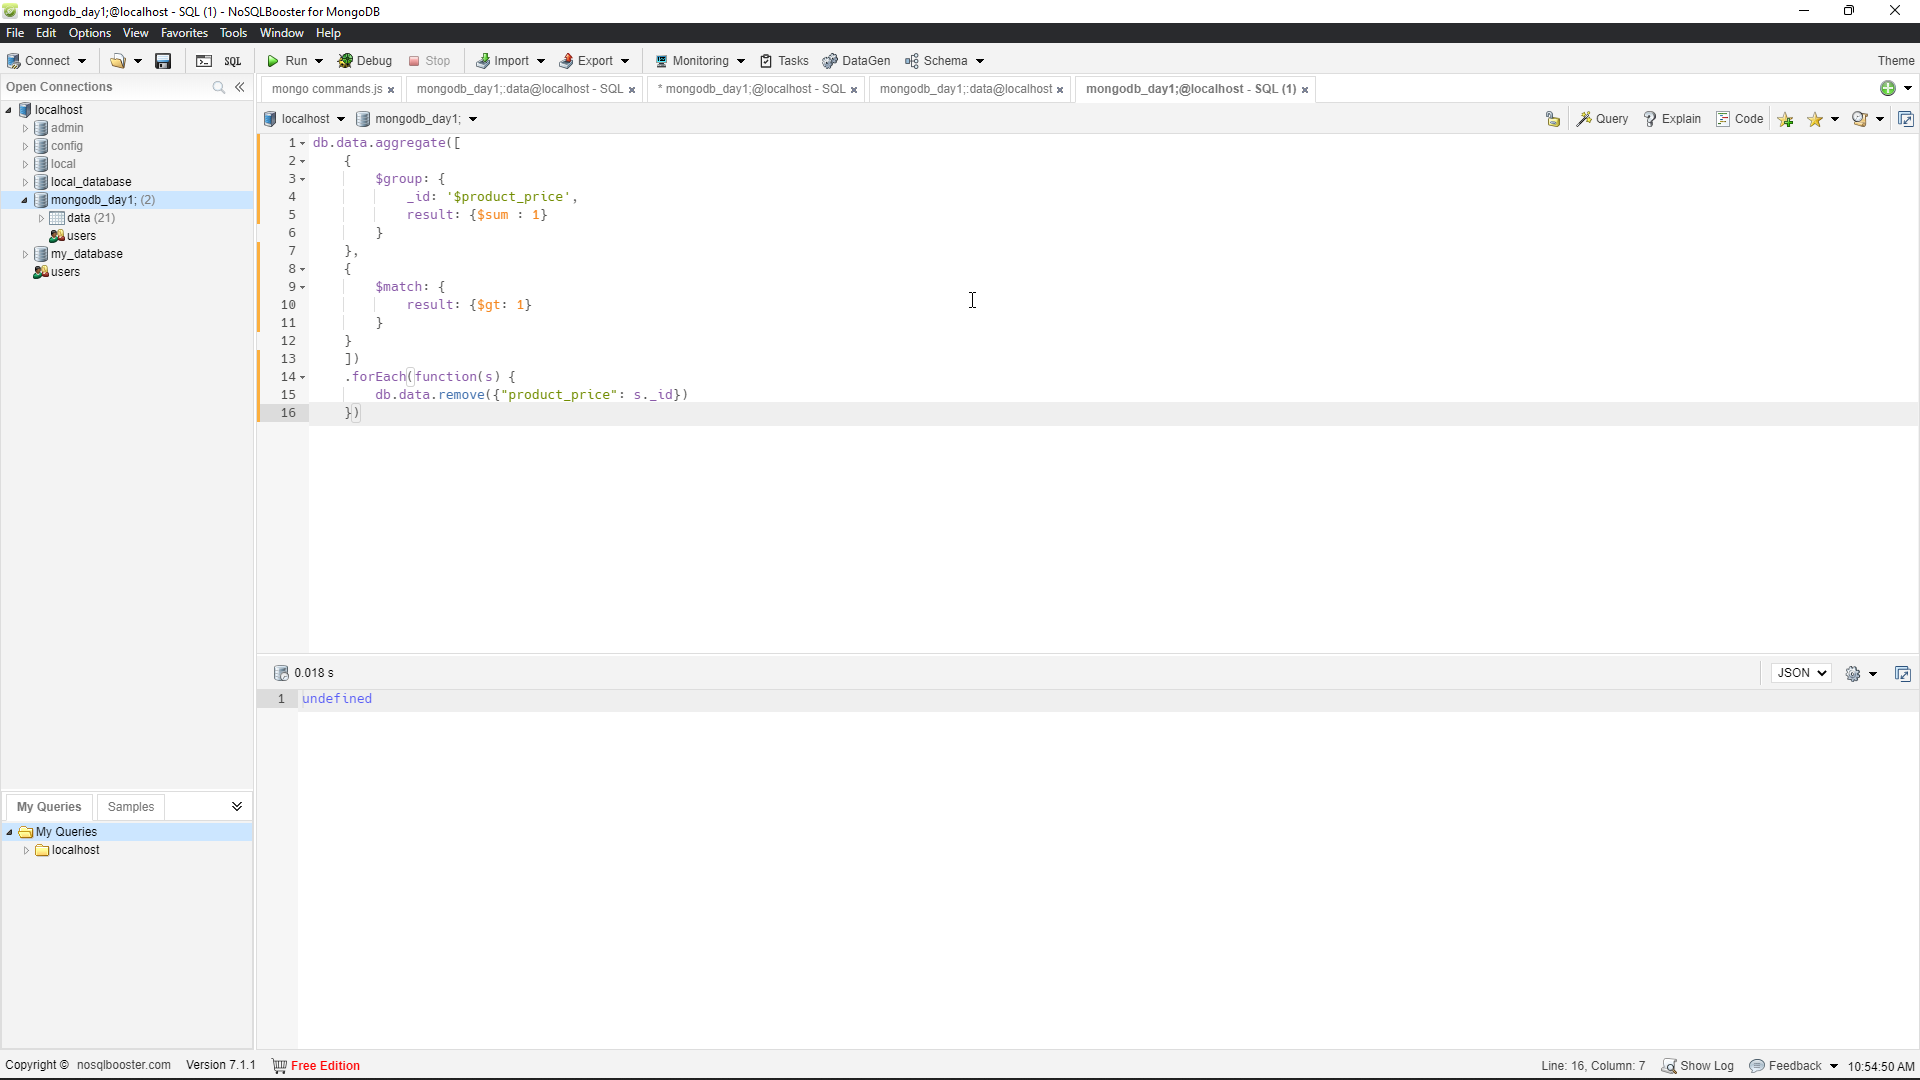 mongodb_day1;@localhost - SQL (1) - NoSQLBooster for MongoDB
File Edit Options View Favorites Tools Window Help
Connect SQL Run Debug Stop Import Export Monitoring Tasks DataGen Schema Theme
Open Connections
mongo commands.js × mongodb_day1;:data@localhost - SQL × * mongodb_day1;@localhost - SQL × mongodb_day1;:data@localhost × mongodb_day1;@localhost - SQL (1) ×
localhost mongodb_day1; Query Explain Code
localhost
admin
config
local
local_database
mongodb_day1; (2)
data (21)
users
my_database
users
1 db.data.aggregate([
2 {
3 $group: {
4 _id: '$product_price',
5 result: {$sum : 1}
6 }
7 },
8 {
9 $match: {
10 result: {$gt: 1}
11 }
12 }
13 ])
14 .forEach(function(s) {
15 db.data.remove({"product_price": s._id})
16 })
0.018 s JSON
1 undefined
My Queries Samples
My Queries
localhost
Copyright © nosqlbooster.com Version 7.1.1 Free Edition Line: 16, Column: 7 Show Log Feedback 10:54:50 AM